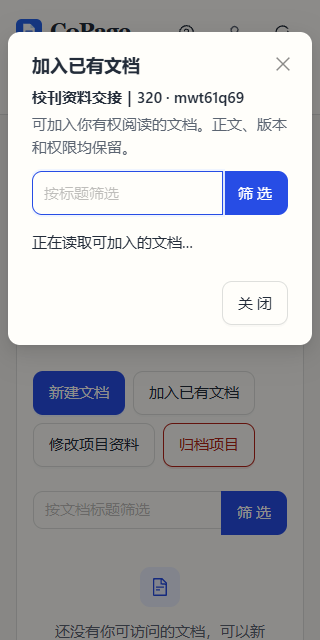 CoPage
加入已有文档
校刊资料交接 | 320 · mwt61q69
可加入你有权阅读的文档。正文、版本
和权限均保留。
按标题筛选
筛 选
正在读取可加入的文档...
关 闭
新建文档
加入已有文档
修改项目资料
归档项目
按文档标题筛选
筛 选
还没有你可访问的文档，可以新